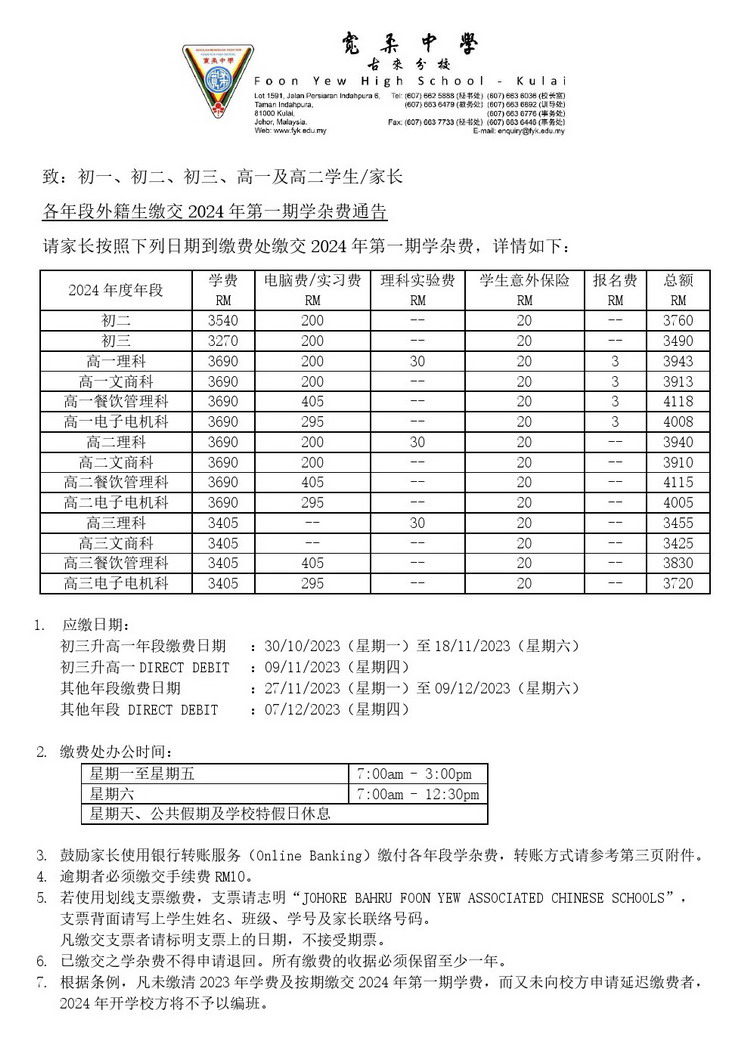 寬柔中學
古來分校
Foon Yew High School - Kulai
Lot 1591, Jalan Persiaran Indahpura 6, Tel: (607) 662 5888 (秘书处) (607) 663 6036 (校长室)
Taman Indahpura, (607) 663 6479 (教务处) (607) 663 6692 (训导处)
81000 Kulai, (607) 663 6776 (事务处)
Johor, Malaysia. Fax: (607) 663 7733 (秘书处) (607) 663 6446 (事务处)
Web: www.fyk.edu.my E-mail: enquiry@fyk.edu.my
致：初一、初二、初三、高一及高二学生/家长
各年段外籍生缴交 2024 年第一期学杂费通告
请家长按照下列日期到缴费处缴交 2024 年第一期学杂费，详情如下：
2024 年度年段 学费 RM 电脑费/实习费 RM 理科实验费 RM 学生意外保险 RM 报名费 RM 总额 RM
初二 3540 200 -- 20 -- 3760
初三 3270 200 -- 20 -- 3490
高一理科 3690 200 30 20 3 3943
高一文商科 3690 200 -- 20 3 3913
高一餐饮管理科 3690 405 -- 20 3 4118
高一电子电机科 3690 295 -- 20 3 4008
高二理科 3690 200 30 20 -- 3940
高二文商科 3690 200 -- 20 -- 3910
高二餐饮管理科 3690 405 -- 20 -- 4115
高二电子电机科 3690 295 -- 20 -- 4005
高三理科 3405 -- 30 20 -- 3455
高三文商科 3405 -- -- 20 -- 3425
高三餐饮管理科 3405 405 -- 20 -- 3830
高三电子电机科 3405 295 -- 20 -- 3720
1. 应缴日期：
初三升高一年段缴费日期 ：30/10/2023（星期一）至 18/11/2023（星期六）
初三升高一 DIRECT DEBIT ：09/11/2023（星期四）
其他年段缴费日期 ：27/11/2023（星期一）至 09/12/2023（星期六）
其他年段 DIRECT DEBIT ：07/12/2023（星期四）
2. 缴费处办公时间：
星期一至星期五 7:00am - 3:00pm
星期六 7:00am - 12:30pm
星期天、公共假期及学校特假日休息
3. 鼓励家长使用银行转账服务（Online Banking）缴付各年段学杂费，转账方式请参考第三页附件。
4. 逾期者必须缴交手续费 RM10。
5. 若使用划线支票缴费，支票请志明“JOHORE BAHRU FOON YEW ASSOCIATED CHINESE SCHOOLS”，
支票背面请写上学生姓名、班级、学号及家长联络号码。
凡缴交支票者请标明支票上的日期，不接受期票。
6. 已缴交之学杂费不得申请退回。所有缴费的收据必须保留至少一年。
7. 根据条例，凡未缴清 2023 年学费及按期缴交 2024 年第一期学费，而又未向校方申请延迟缴费者，
2024 年开学校方将不予以编班。